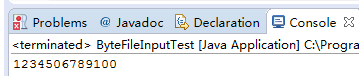 Problems @ Javadoc Declaration Console
<terminated> ByteFileInputTest [Java Application] C:\Progra
1234506789100